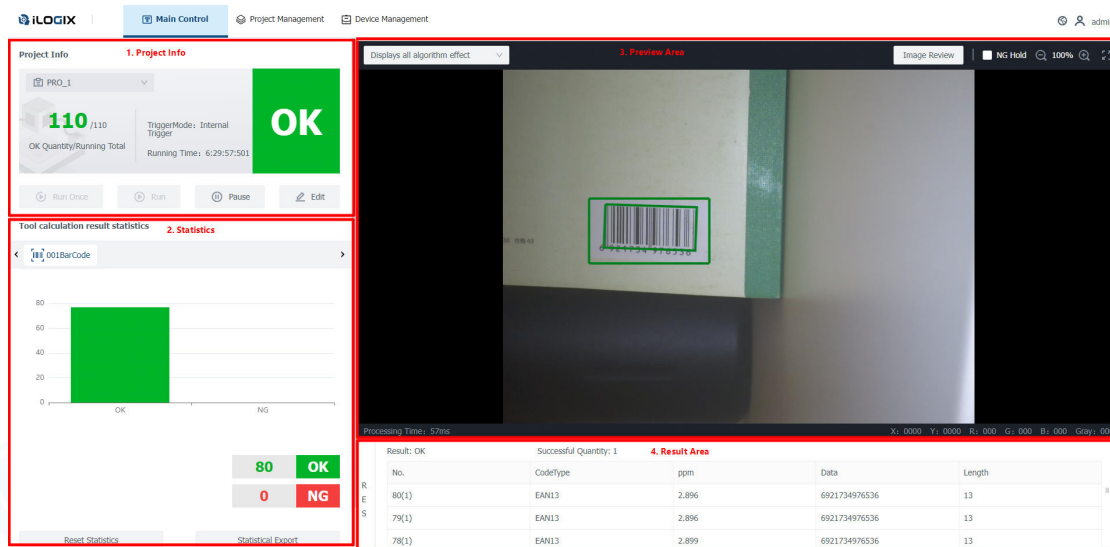 iLOGIX
Main Control
Project Management
Device Management
admin
Project Info
1. Project Info
PRO_1
110 /110
OK Quantity/Running Total
TriggerMode: Internal
Trigger
Running Time: 6:29:57:501
OK
Run Once
Run
Pause
Edit
Tool calculation result statistics
2. Statistics
001BarCode
80
60
40
20
0
OK
NG
80 OK
0 NG
Reset Statistics
Statistical Export
Displays all algorithm effect
3. Preview Area
Image Review
NG Hold
100%
6 921734 976536
Processing Time: 57ms
X: 0000 Y: 0000 R: 000 G: 000 B: 000 Gray: 00
Result: OK
Successful Quantity: 1
4. Result Area
R
E
S
No. CodeType ppm Data Length
80(1) EAN13 2.896 6921734976536 13
79(1) EAN13 2.896 6921734976536 13
78(1) EAN13 2.899 6921734976536 13